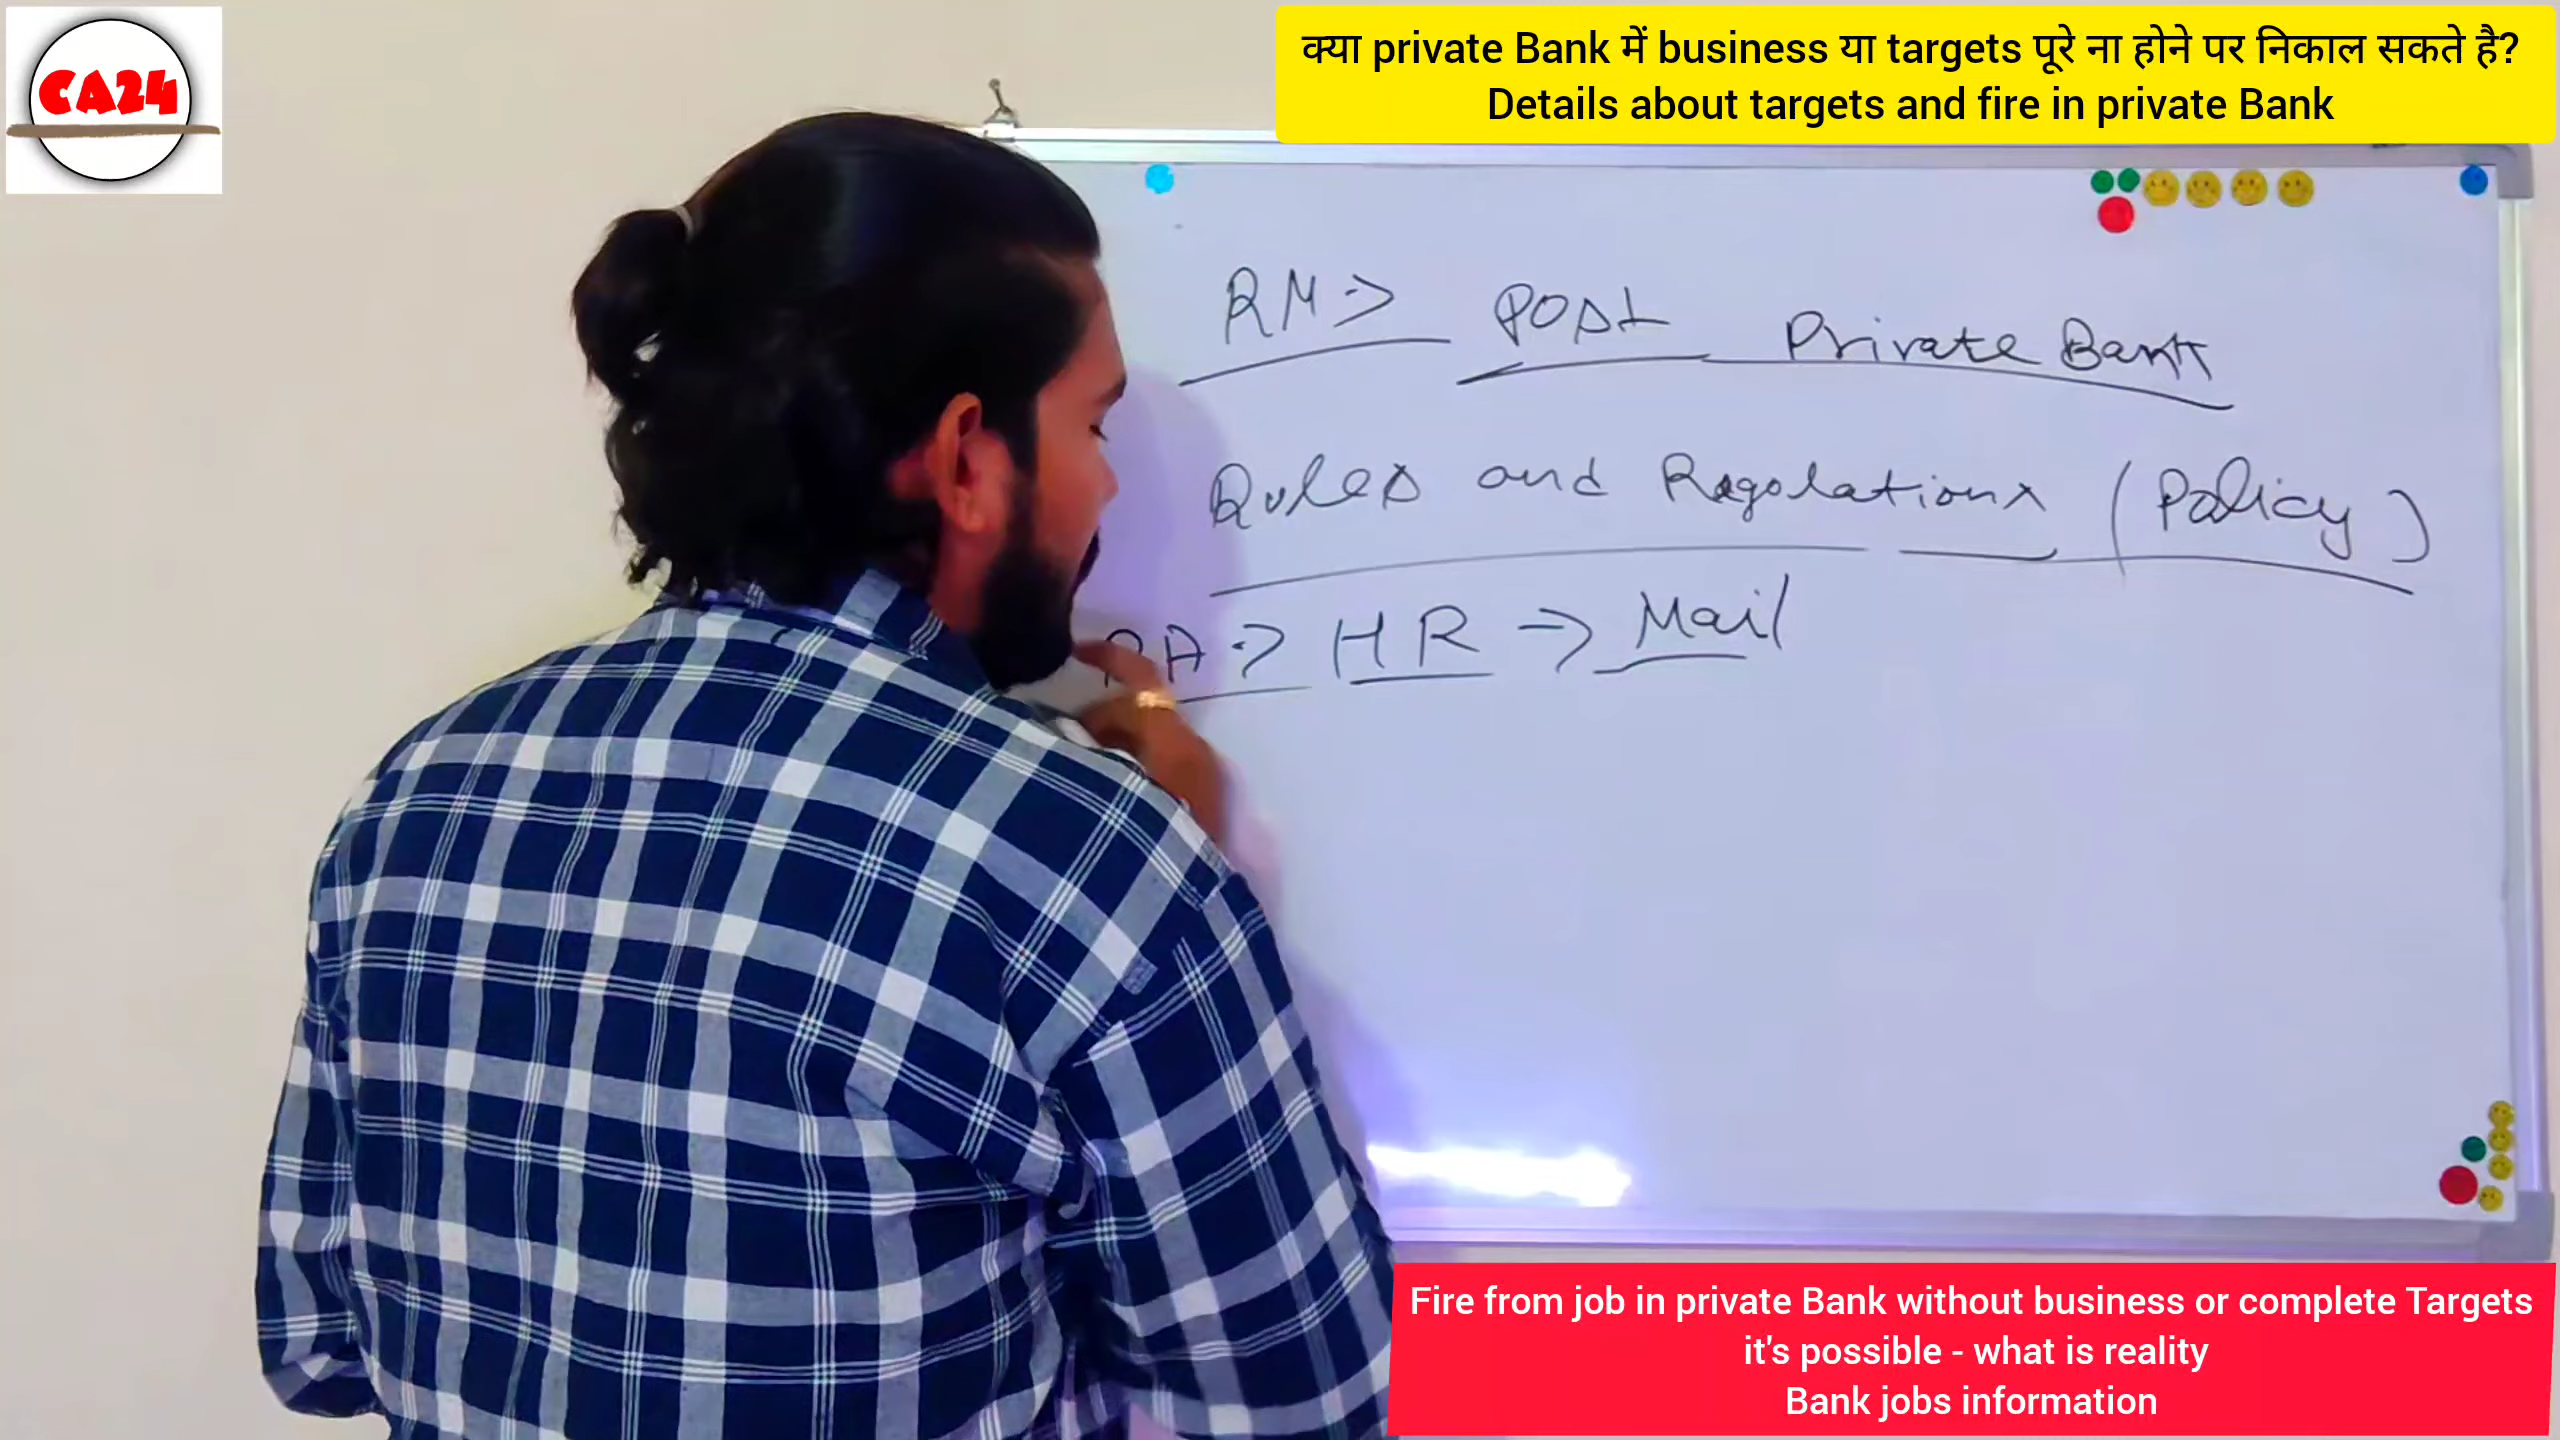 CA24
क्या private Bank में business या targets पूरे ना होने पर निकाल सकते है?
Details about targets and fire in private Bank
RM => POST Private Bank
Rules and Regolations (Policy)
HR => Mail
Fire from job in private Bank without business or complete Targets
it's possible - what is reality
Bank jobs information